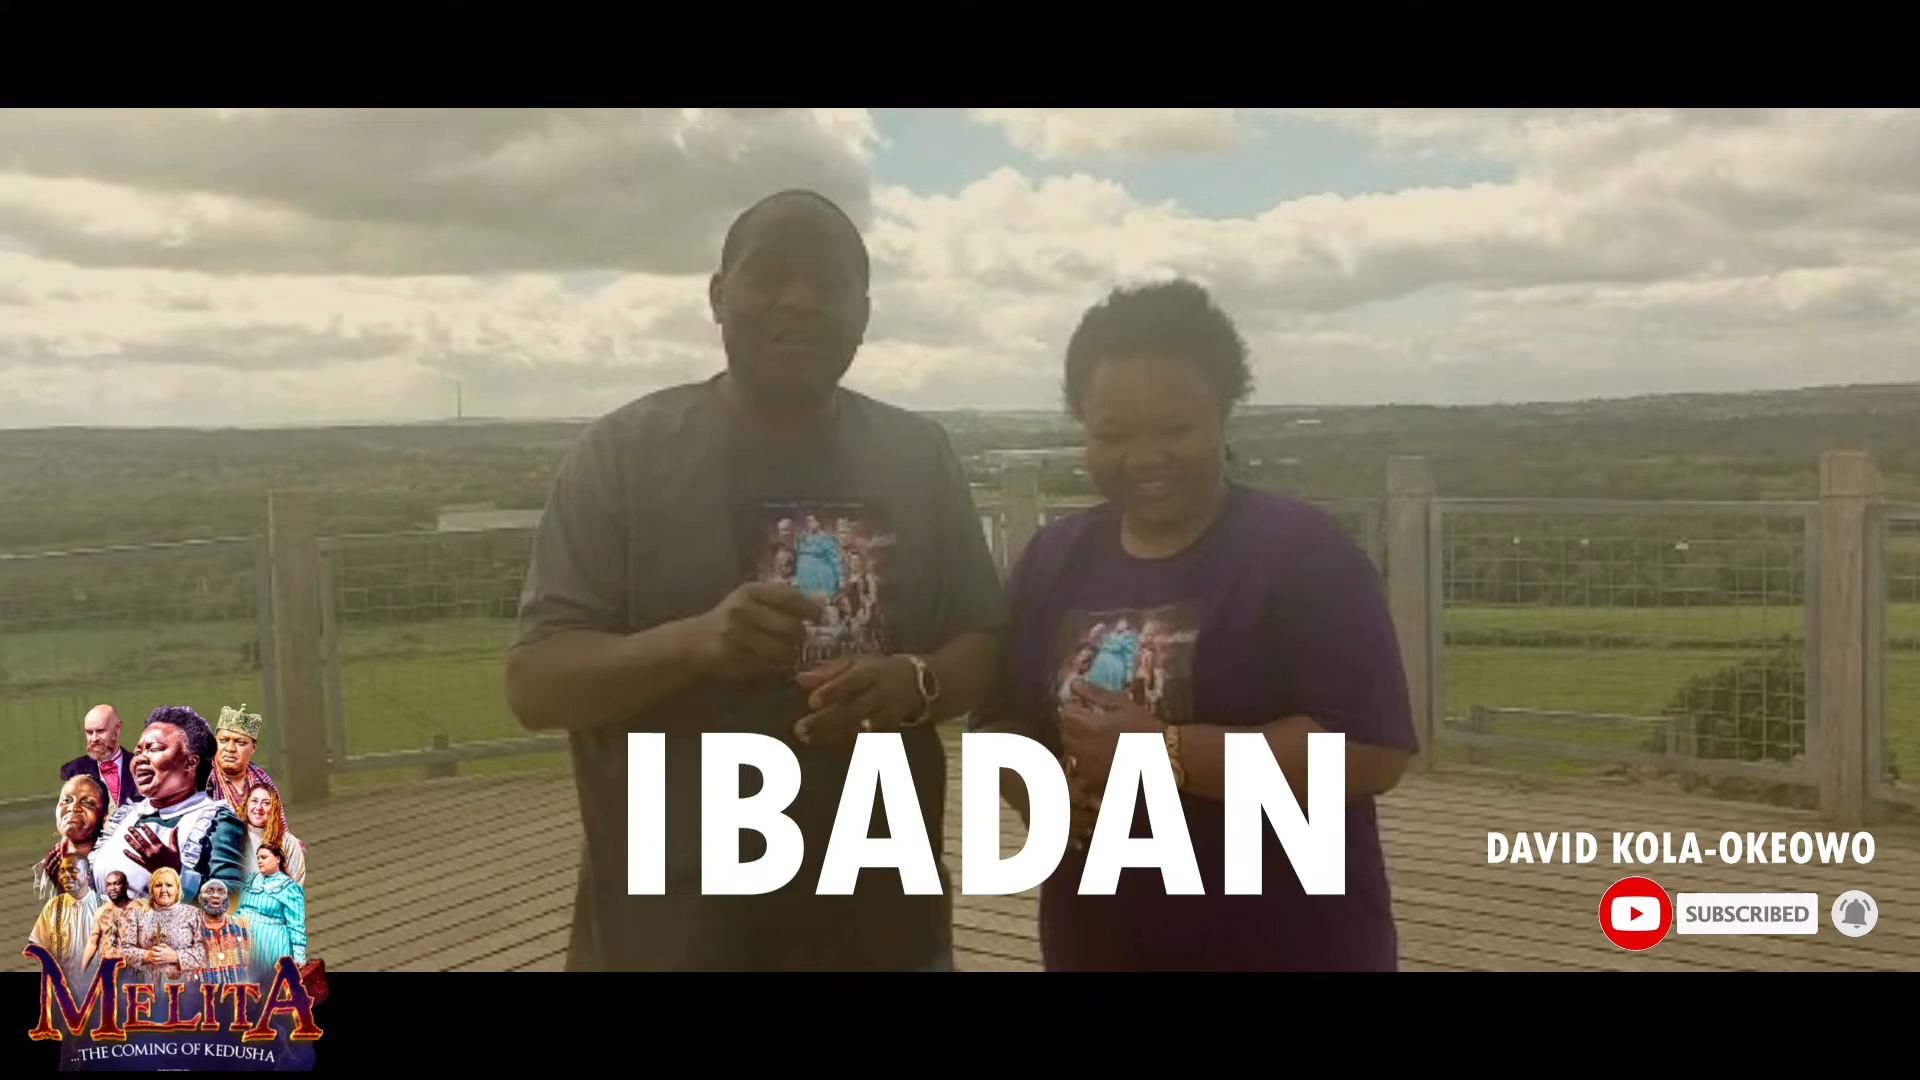 IBADAN
DAVID KOLA-OKEOWO
SUBSCRIBED
MELITA
...THE COMING OF KEDUSHA